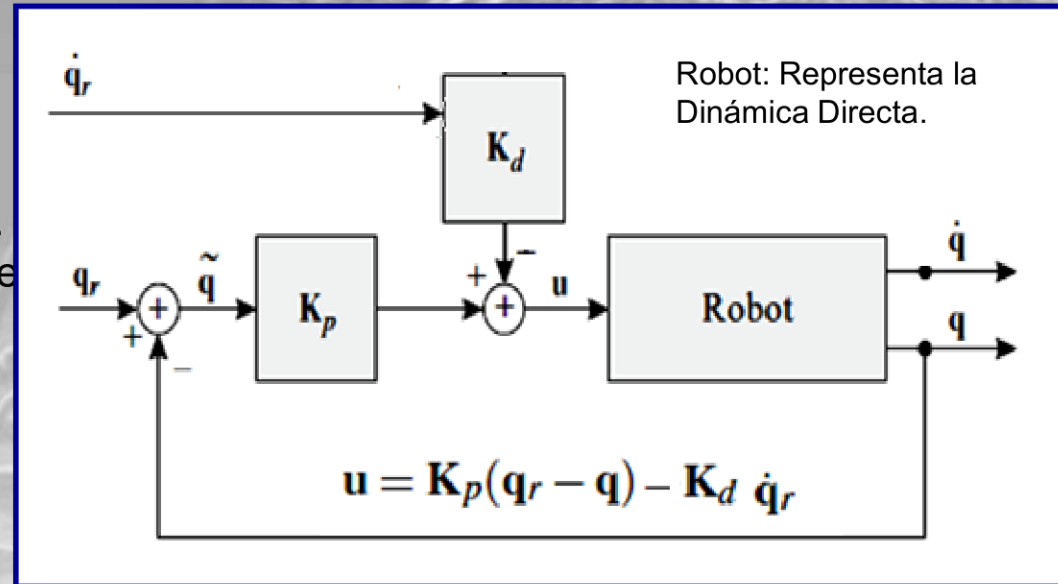 q̇r
Robot: Representa la
Dinámica Directa.
Kd
e
qr
+
+
−
q̃
Kp
+
−
+
u
Robot
q̇
q
u = Kp(qr − q) − Kd q̇r